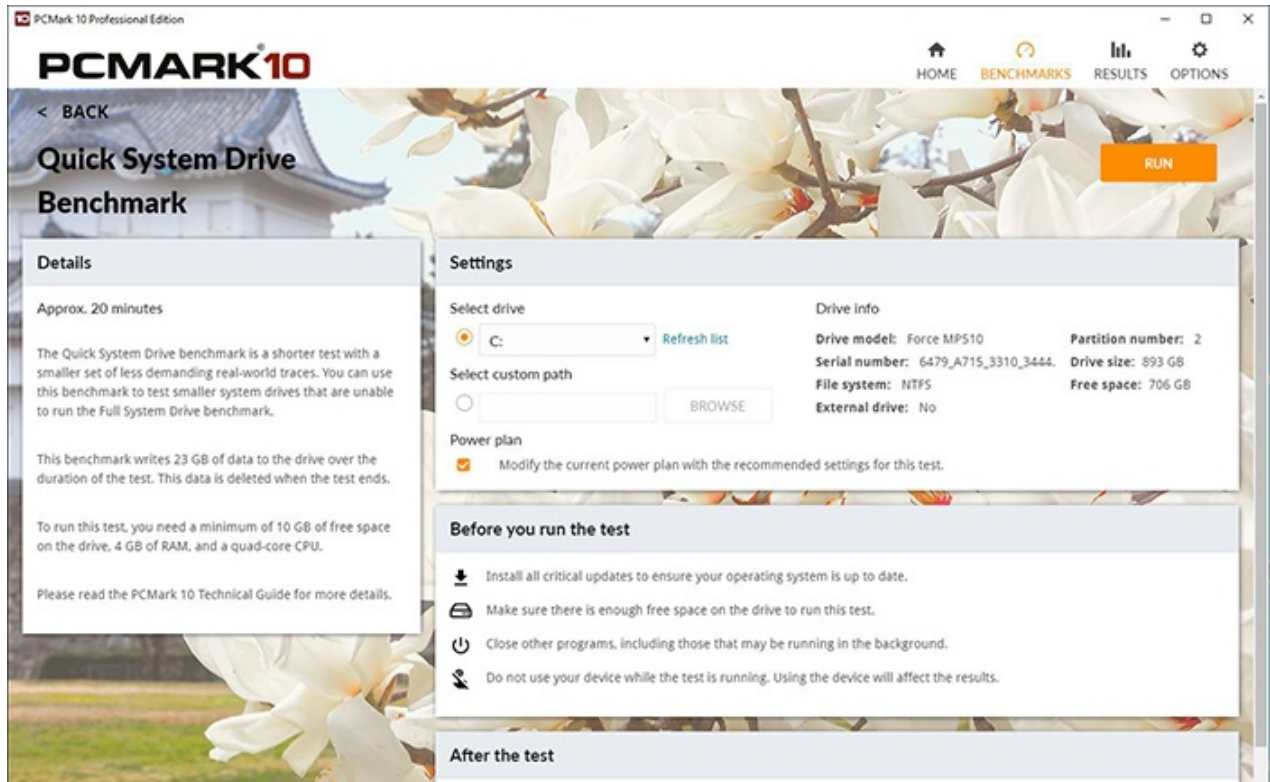 10 PCMark 10 Professional Edition
PCMARK 10
HOME
BENCHMARKS
RESULTS
OPTIONS
< BACK
Quick System Drive
Benchmark
RUN
Details
Approx. 20 minutes
The Quick System Drive benchmark is a shorter test with a
smaller set of less demanding real-world traces. You can use
this benchmark to test smaller system drives that are unable
to run the Full System Drive benchmark.
This benchmark writes 23 GB of data to the drive over the
duration of the test. This data is deleted when the test ends.
To run this test, you need a minimum of 10 GB of free space
on the drive, 4 GB of RAM, and a quad-core CPU.
Please read the PCMark 10 Technical Guide for more details.
Settings
Select drive
C:
Refresh list
Select custom path
BROWSE
Power plan
Modify the current power plan with the recommended settings for this test.
Drive info
Drive model: Force MP510
Serial number: 6479_A715_3310_3444.
File system: NTFS
External drive: No
Partition number: 2
Drive size: 893 GB
Free space: 706 GB
Before you run the test
Install all critical updates to ensure your operating system is up to date.
Make sure there is enough free space on the drive to run this test.
Close other programs, including those that may be running in the background.
Do not use your device while the test is running. Using the device will affect the results.
After the test